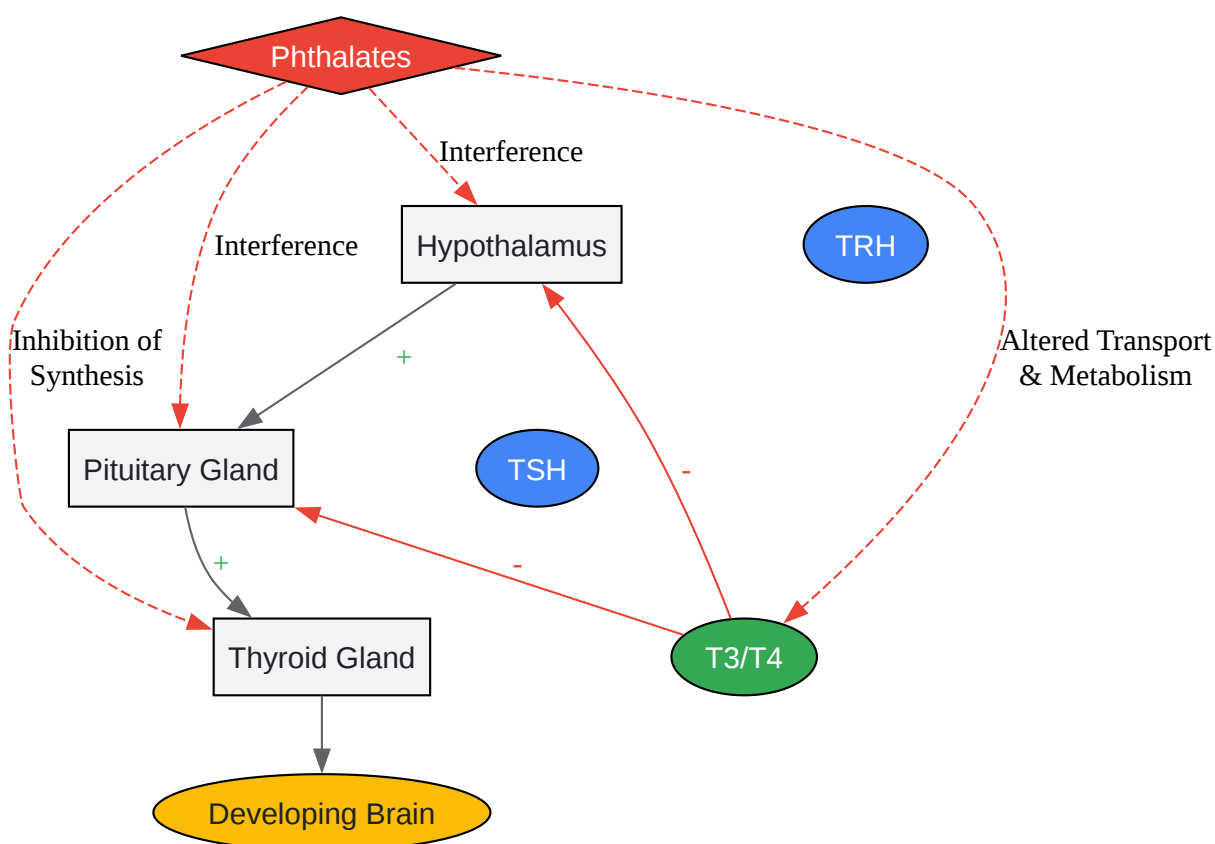 Phthalates
Interference
Hypothalamus
TRH
Interference
Inhibition of
Synthesis
Altered Transport
& Metabolism
+
Pituitary Gland
TSH
-
+
-
Thyroid Gland
T3/T4
Developing Brain